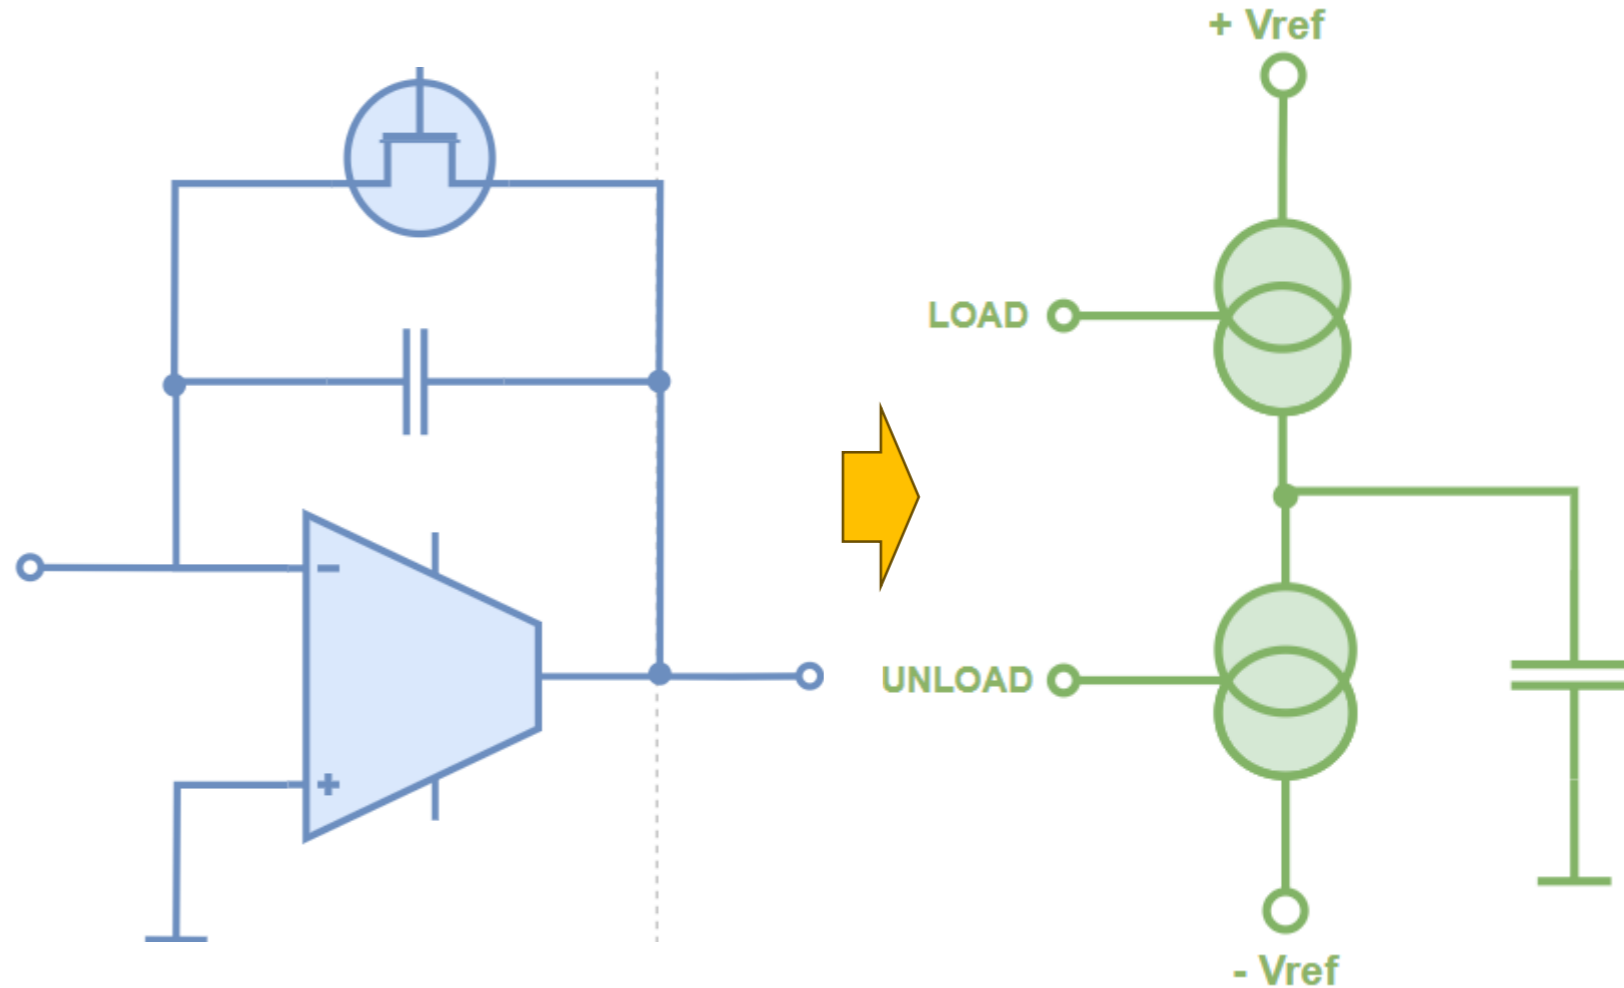 + Vref
LOAD
−
UNLOAD
+
- Vref